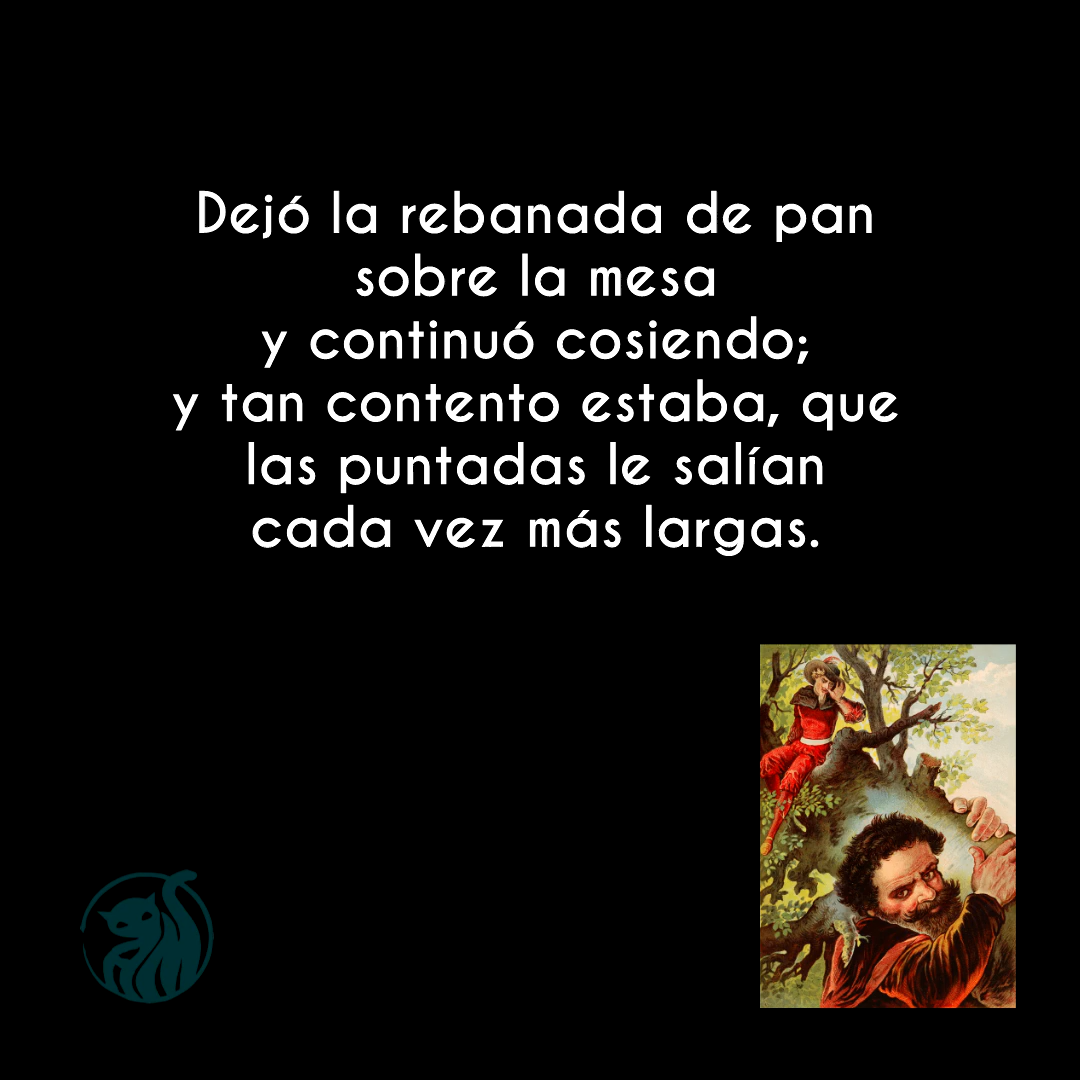 Dejó la rebanada de pan
sobre la mesa
y continuó cosiendo;
y tan contento estaba, que
las puntadas le salían
cada vez más largas.